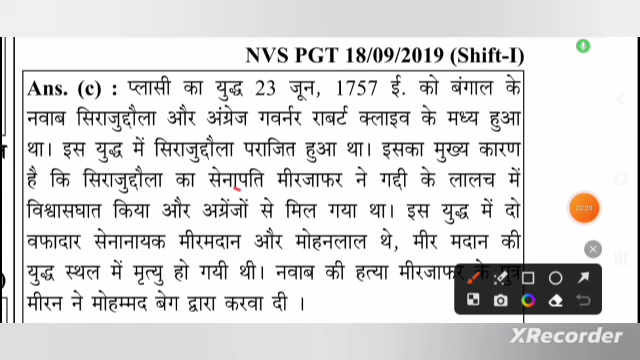 NVS PGT 18/09/2019 (Shift-I)
Ans. (c) : प्लासी का युद्ध 23 जून, 1757 ई. को बंगाल के
नवाब सिराजुद्दौला और अंग्रेज गवर्नर राबर्ट क्लाइव के मध्य हुआ
था। इस युद्ध में सिराजुद्दौला पराजित हुआ था। इसका मुख्य कारण
है कि सिराजुद्दौला का सेनापति मीरजाफर ने गद्दी के लालच में
विश्वासघात किया और अग्रेंजों से मिल गया था। इस युद्ध में दो
वफादार सेनानायक मीरमदान और मोहनलाल थे, मीर मदान की
युद्ध स्थल में मृत्यु हो गयी थी। नवाब की हत्या मीरजाफर के पुत्र
मीरन ने मोहम्मद बेग द्वारा करवा दी ।
02:09
XRecorder